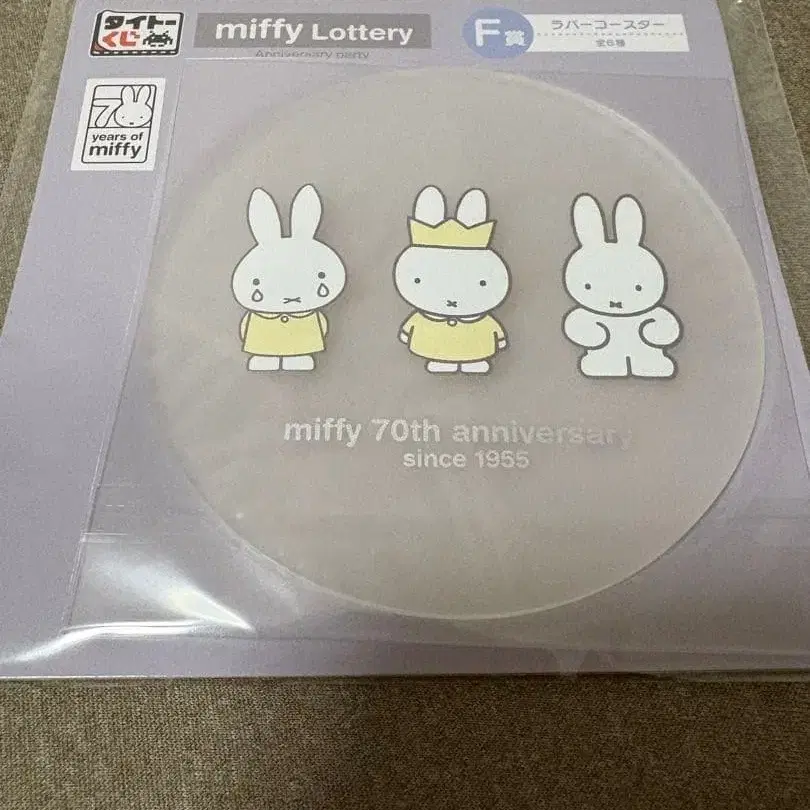 タイトー
くじ
miffy Lottery
Anniversary party
F賞
ラバーコースター
全6種
70
years of
miffy
miffy 70th anniversary
since 1955